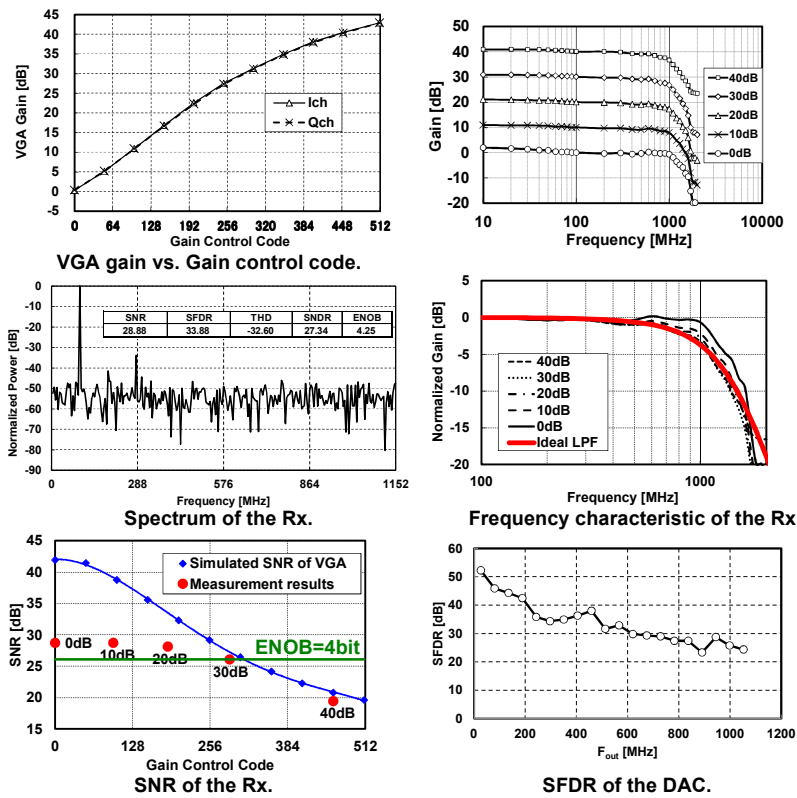 45
40
35
30
25
20
15
10
5
0
-5
VGA Gain [dB]
Ich
Qch
0 64 128 192 256 320 384 448 512
Gain Control Code
VGA gain vs. Gain control code.
50
40
30
20
10
0
-10
-20
Gain [dB]
40dB
30dB
20dB
10dB
0dB
10 100 1000 10000
Frequency [MHz]
0
-10
-20
-30
-40
-50
-60
-70
-80
-90
Normalized Power [dB]
SNR SFDR THD SNDR ENOB
28.88 33.88 -32.60 27.34 4.25
0 288 576 864 1152
Frequency [MHz]
Spectrum of the Rx.
5
0
-5
-10
-15
-20
Normalized Gain [dB]
40dB
30dB
-20dB
10dB
0dB
Ideal LPF
100 1000
Frequency [MHz]
Frequency characteristic of the Rx
45
40
35
30
25
20
15
SNR [dB]
Simulated SNR of VGA
Measurement results
0dB
10dB
20dB
30dB
40dB
ENOB=4bit
0 128 256 384 512
Gain Control Code
SNR of the Rx.
60
50
40
30
20
10
0
SFDR [dB]
0 200 400 600 800 1000 1200
Fout [MHz]
SFDR of the DAC.